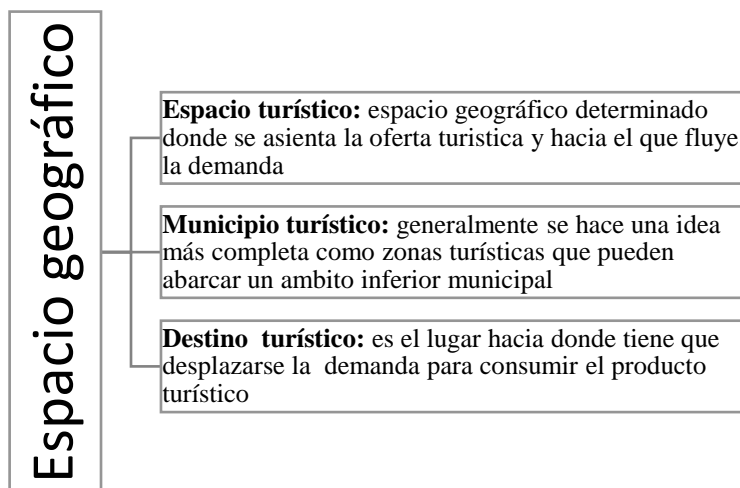 Espacio geográfico
Espacio turístico: espacio geográfico determinado
donde se asienta la oferta turistica y hacia el que fluye
la demanda
Municipio turístico: generalmente se hace una idea
más completa como zonas turísticas que pueden
abarcar un ambito inferior municipal
Destino turístico: es el lugar hacia donde tiene que
desplazarse la demanda para consumir el producto
turístico